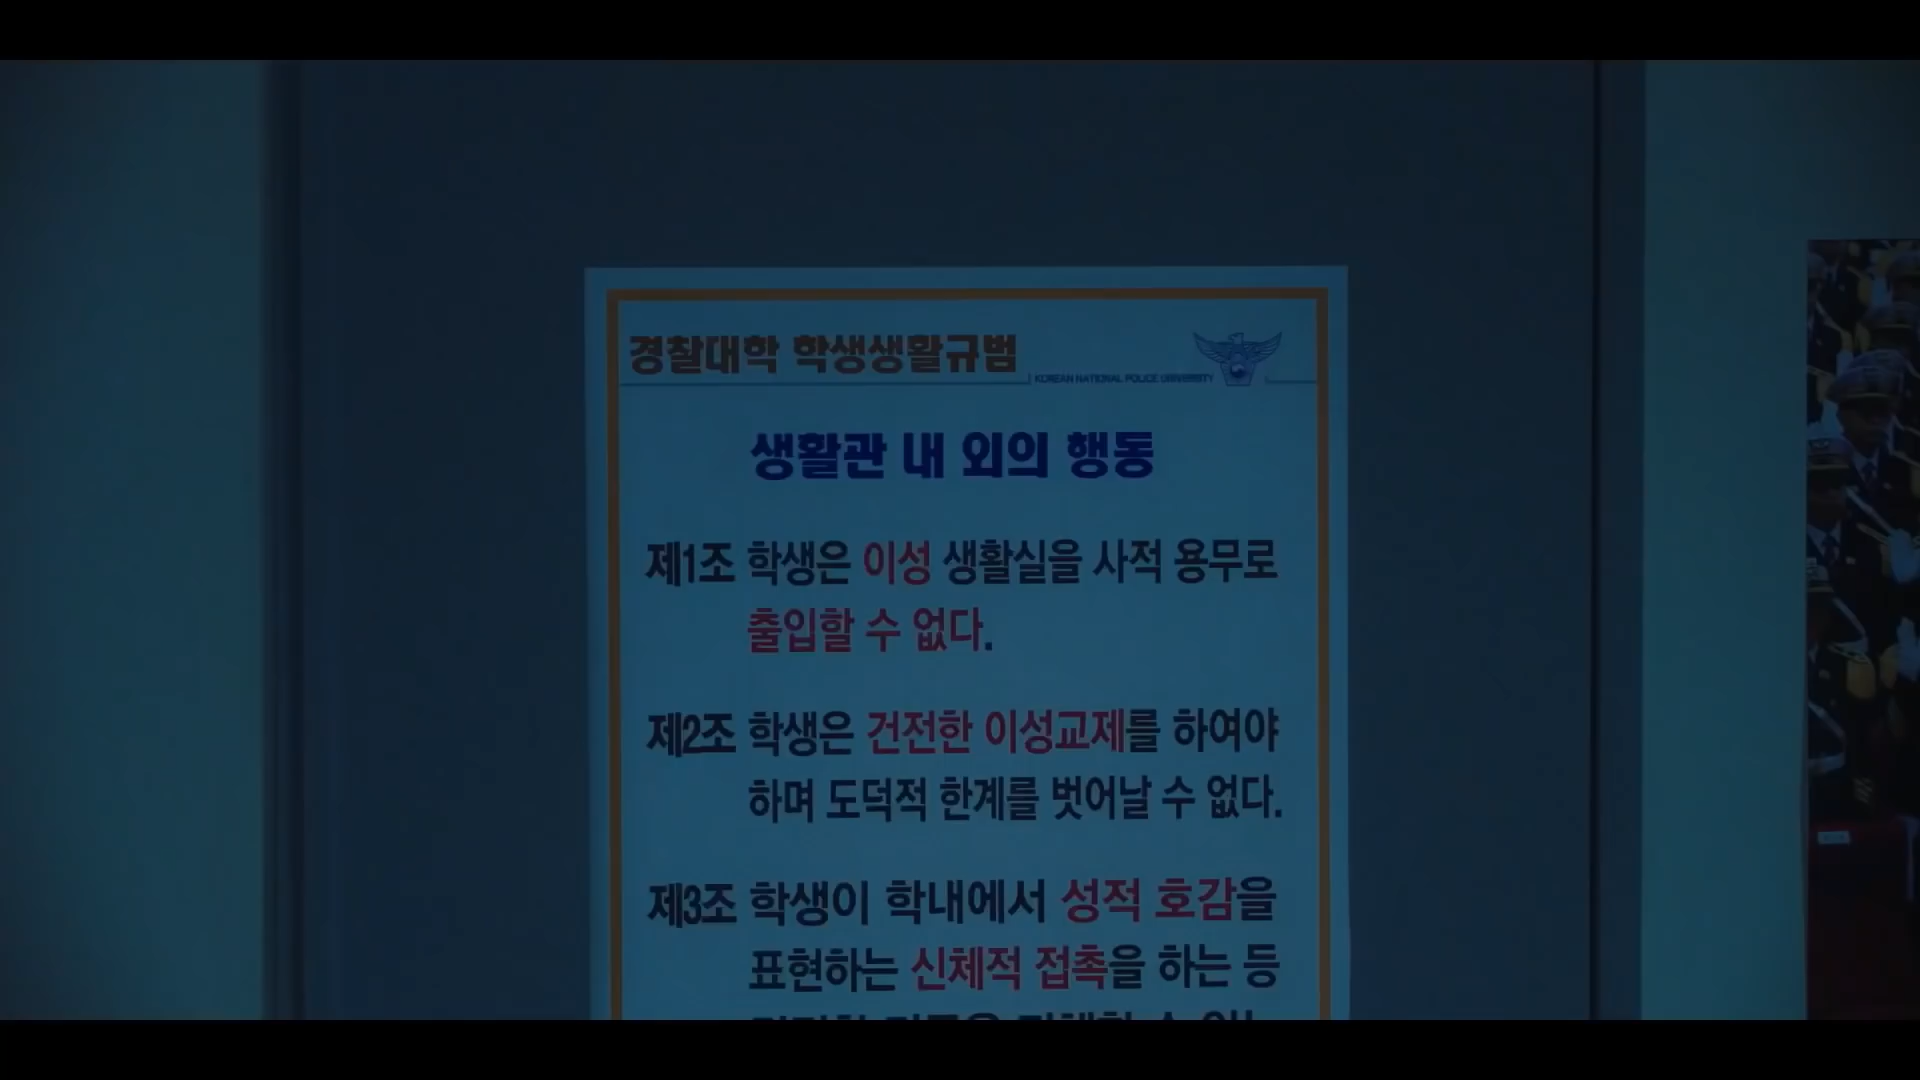 경찰대학 학생생활규범
KOREAN NATIONAL POLICE UNIVERSITY
생활관 내 외의 행동
제1조 학생은 이성 생활실을 사적 용무로
출입할 수 없다.
제2조 학생은 건전한 이성교제를 하여야
하며 도덕적 한계를 벗어날 수 없다.
제3조 학생이 학내에서 성적 호감을
표현하는 신체적 접촉을 하는 등